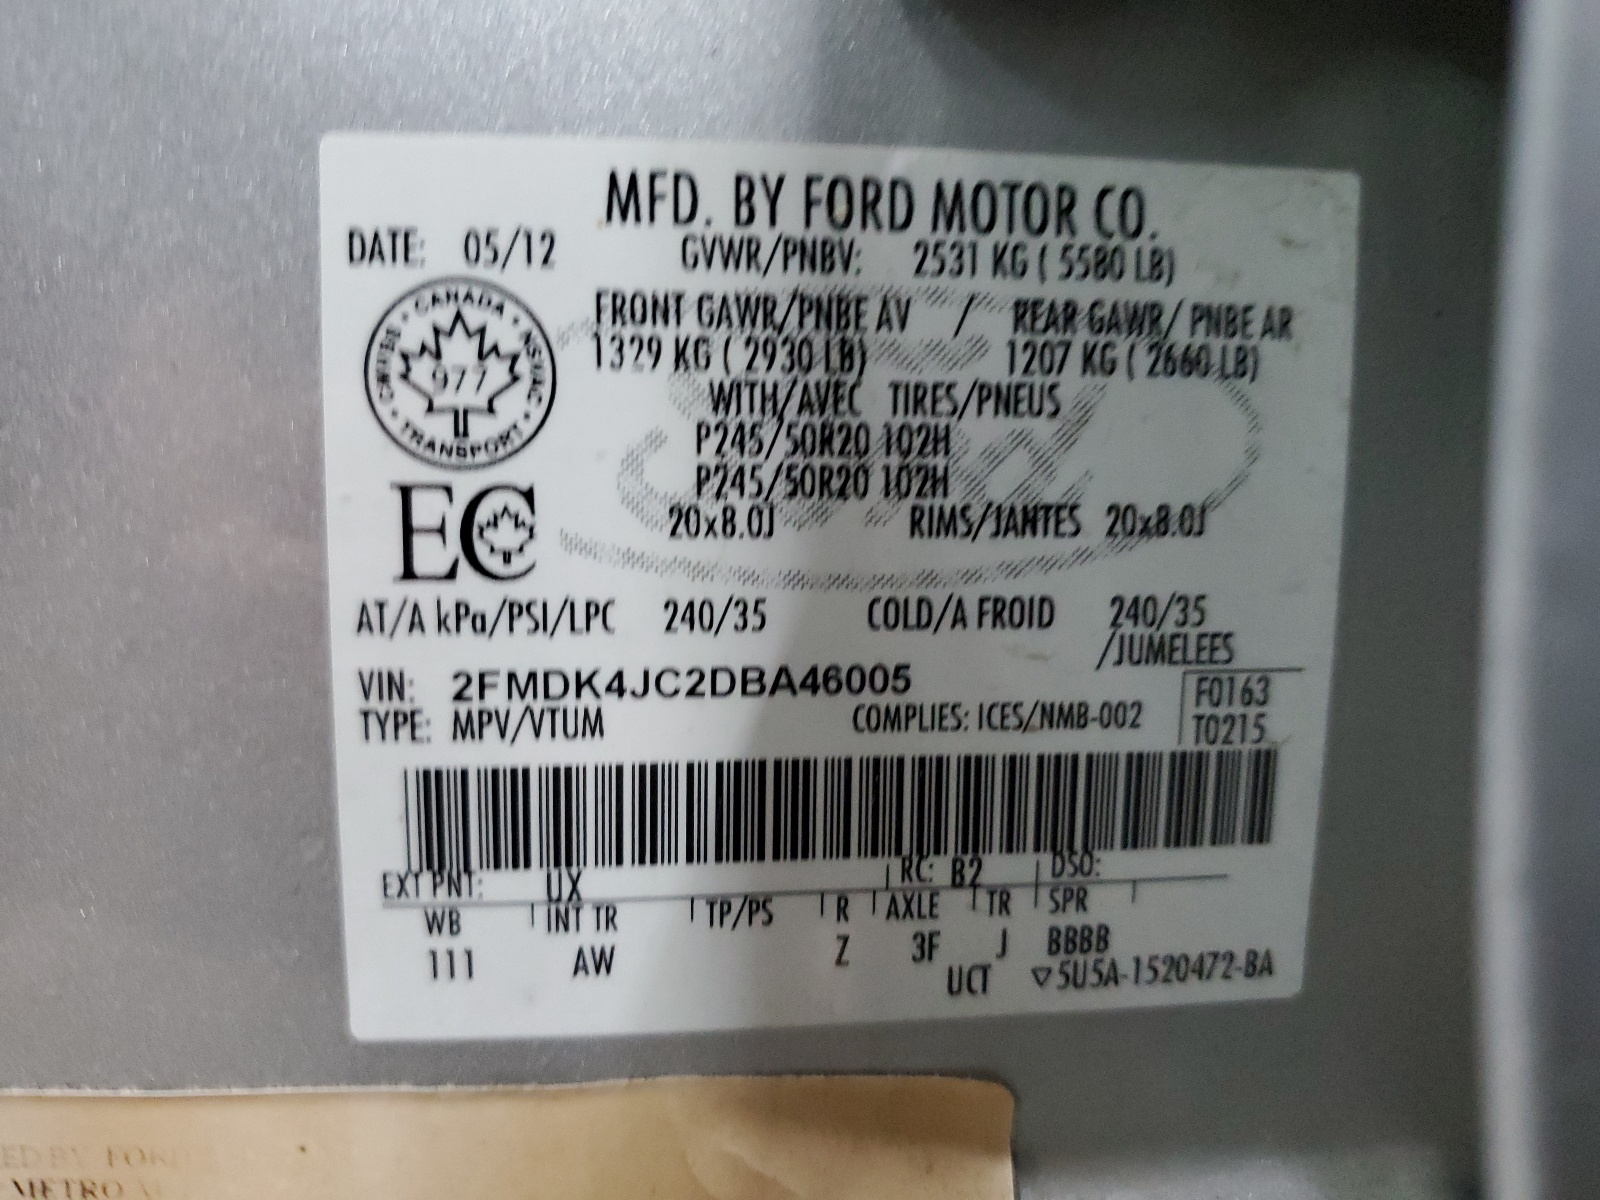 MFD. BY FORD MOTOR CO.
DATE: 05/12 GVWR/PNBV: 2531 KG ( 5580 LB)
FRONT GAWR/PNBE AV / REAR GAWR/ PNBE AR
1329 KG ( 2930 LB) 1207 KG ( 2660 LB)
WITH/AVEC TIRES/PNEUS
P245/50R20 102H
P245/50R20 102H
20x8.0J RIMS/JANTES 20x8.0J
CANADA
TRANSPORT
977
EC
AT/A kPa/PSI/LPC 240/35 COLD/A FROID 240/35
/JUMELEES
VIN: 2FMDK4JC2DBA46005
F0163
TYPE: MPV/VTUM COMPLIES: ICES/NMB-002 T0215
EXT PNT: UX RC: B2 DSO:
WB INT TR TP/PS R AXLE TR SPR
111 AW Z 3F J BBBB
UCT ▽5U5A-1520472-BA
BY FORD
METRO